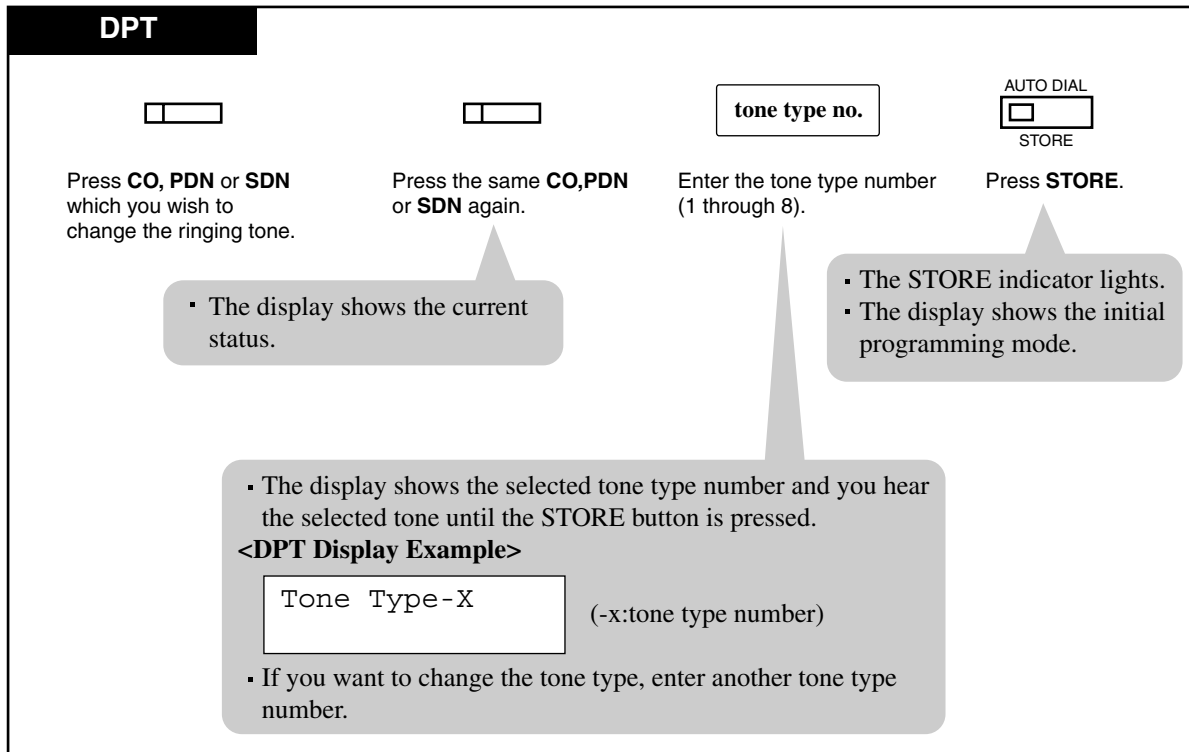 DPT
tone type no.
AUTO DIAL
STORE
Press CO, PDN or SDN
which you wish to
change the ringing tone.
Press the same CO,PDN
or SDN again.
Enter the tone type number
(1 through 8).
Press STORE.
▪ The display shows the current
status.
▪ The STORE indicator lights.
▪ The display shows the initial
programming mode.
▪ The display shows the selected tone type number and you hear
the selected tone until the STORE button is pressed.
<DPT Display Example>
Tone Type-X
(-x:tone type number)
▪ If you want to change the tone type, enter another tone type
number.